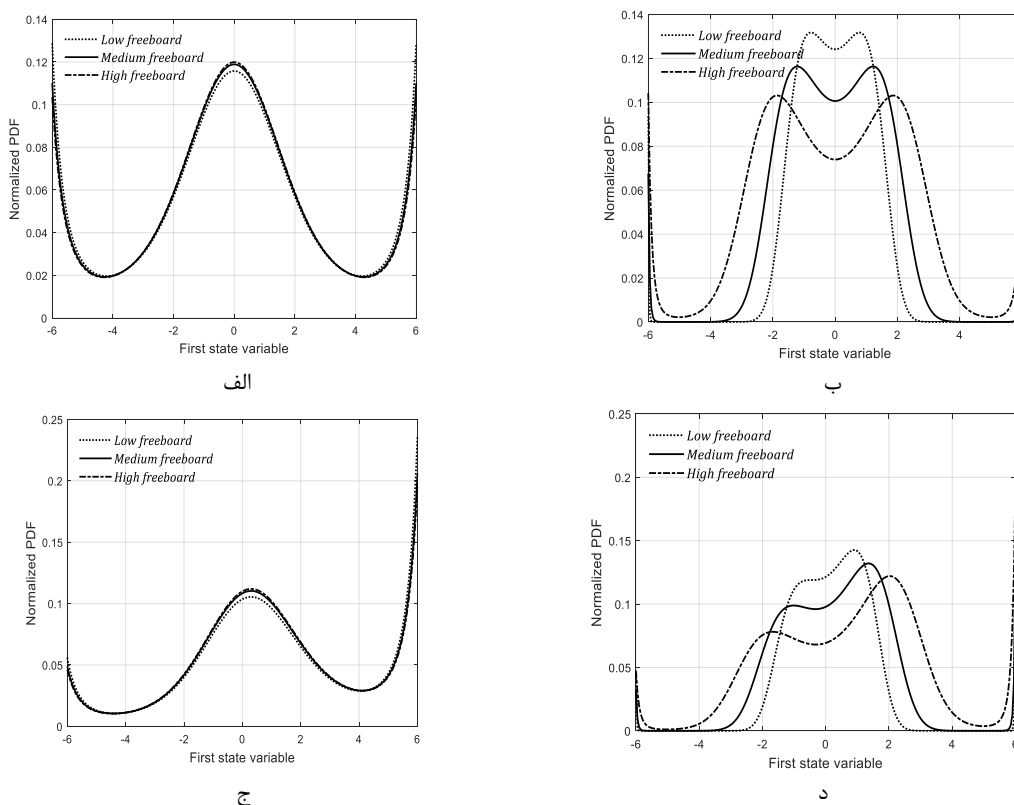 0.14
0.12
0.1
0.08
0.06
0.04
0.02
0
Normalized PDF
Low freeboard
Medium freeboard
High freeboard
-6 -4 -2 0 2 4 6
First state variable
الف
0.14
0.12
0.1
0.08
0.06
0.04
0.02
0
Normalized PDF
Low freeboard
Medium freeboard
High freeboard
-6 -4 -2 0 2 4
First state variable
ب
0.25
0.2
0.15
0.1
0.05
0
Normalized PDF
Low freeboard
Medium freeboard
High freeboard
-6 -4 -2 0 2 4 6
First state variable
ج
0.25
0.2
0.15
0.1
0.05
0
Normalized PDF
Low freeboard
Medium freeboard
High freeboard
-6 -4 -2 0 2 4 6
First state variable
د